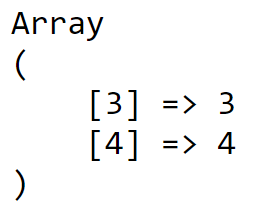 Array
(
    [3] => 3
    [4] => 4
)